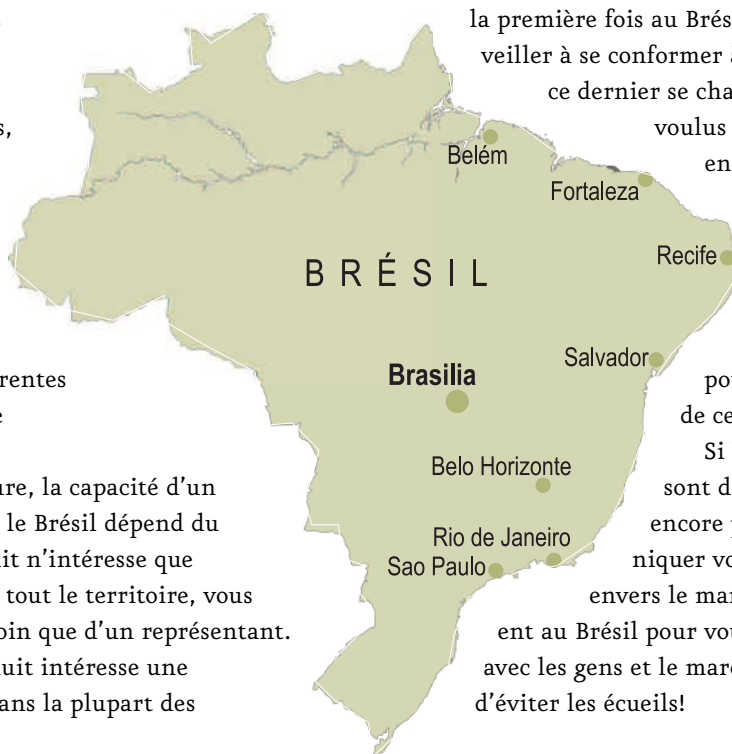 s,
rentes
e
ure, la capacité d’un
le Brésil dépend du
it n’intéresse que
tout le territoire, vous
oin que d’un représentant.
uit intéresse une
ans la plupart des
Belém
Fortaleza
BRÉSIL
Recife
Salvador
Brasilia
Belo Horizonte
Rio de Janeiro
Sao Paulo
la première fois au Brés
veiller à se conformer à
ce dernier se cha
voulus
en
pou
de ce
Si
sont d
encore p
niquer vo
envers le mar
ent au Brésil pour vou
avec les gens et le marc
d’éviter les écueils!